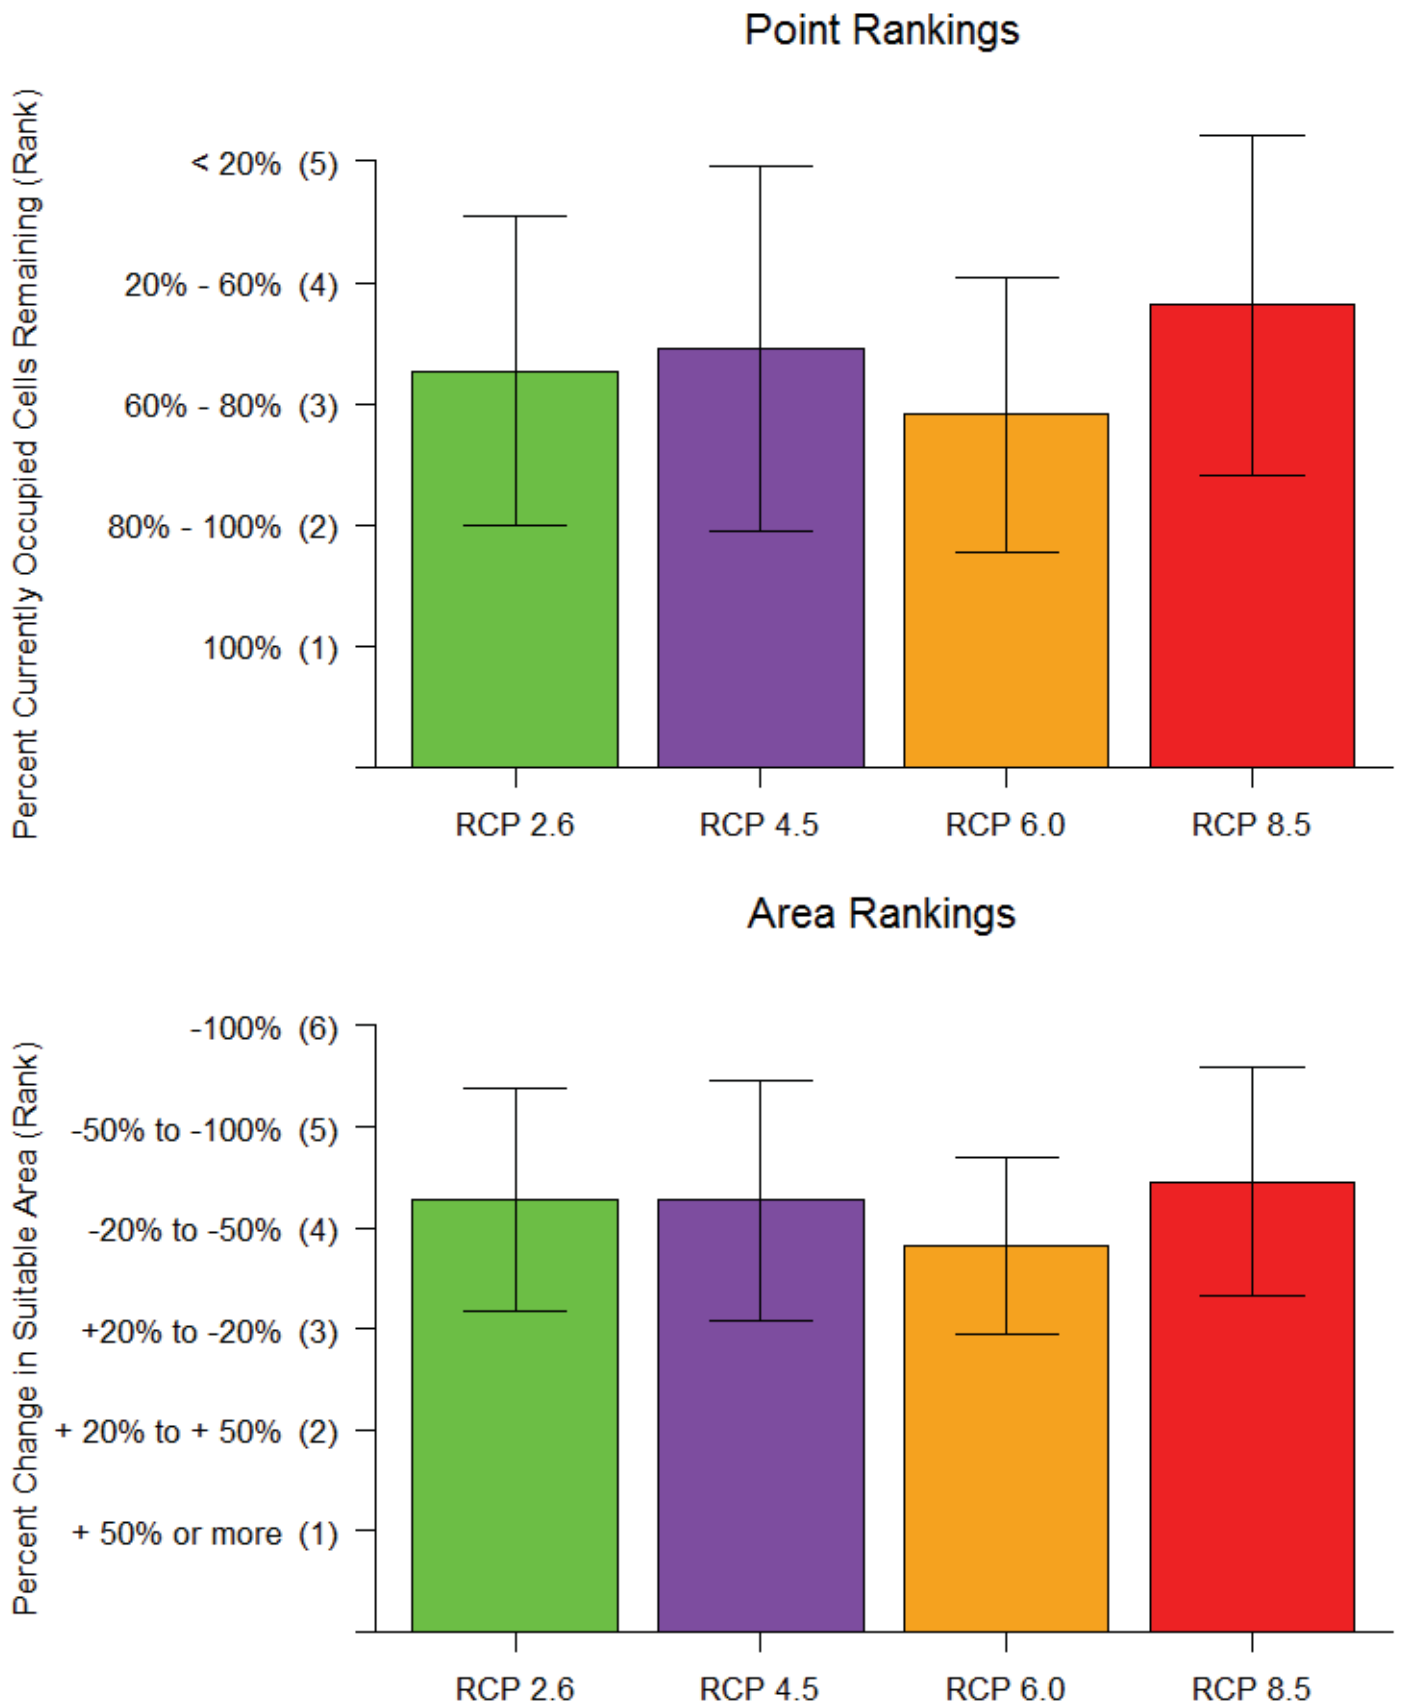 Point Rankings
Percent Currently Occupied Cells Remaining (Rank)
< 20% (5)
20% - 60% (4)
60% - 80% (3)
80% - 100% (2)
100% (1)
RCP 2.6 RCP 4.5 RCP 6.0 RCP 8.5
Area Rankings
Percent Change in Suitable Area (Rank)
-100% (6)
-50% to -100% (5)
-20% to -50% (4)
+20% to -20% (3)
+ 20% to + 50% (2)
+ 50% or more (1)
RCP 2.6 RCP 4.5 RCP 6.0 RCP 8.5